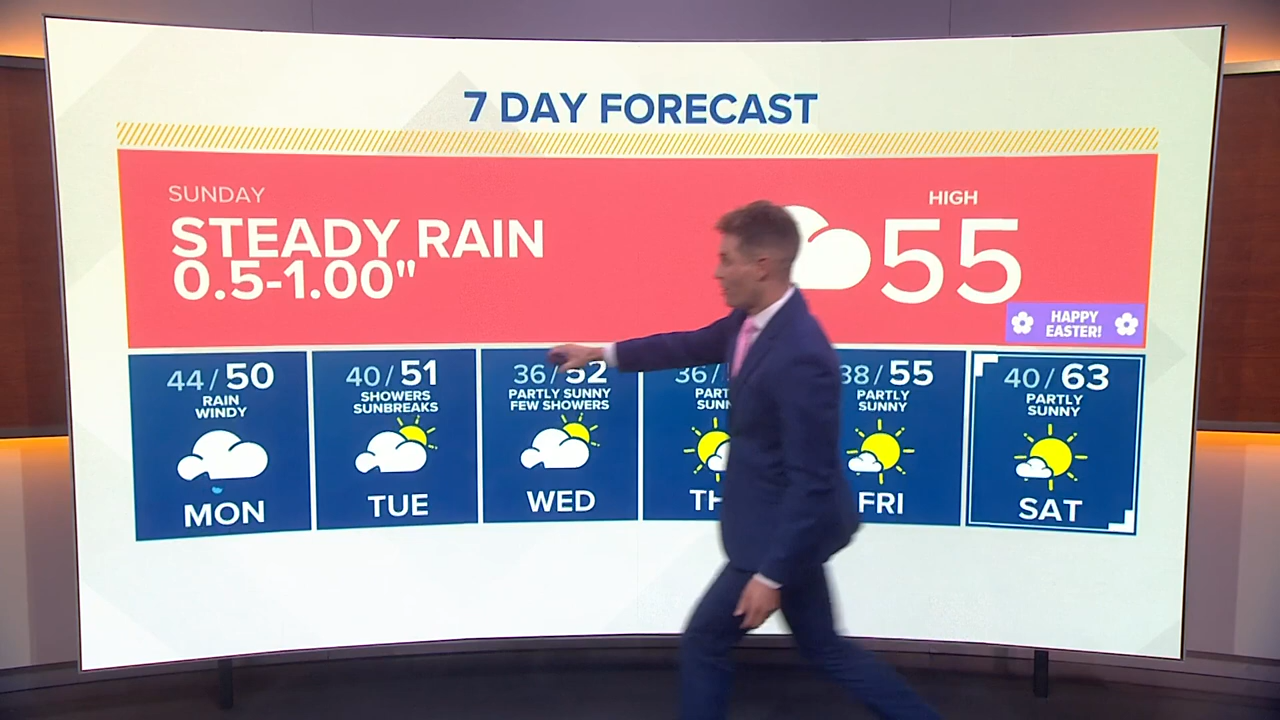 7 DAY FORECAST
SUNDAY
STEADY RAIN
0.5-1.00"
HIGH
55
HAPPY
EASTER!
44/50
RAIN
WINDY
MON
40/51
SHOWERS
SUNBREAKS
TUE
36/52
PARTLY SUNNY
FEW SHOWERS
WED
36/
THU
38/55
PARTLY
SUNNY
FRI
40/63
PARTLY
SUNNY
SAT